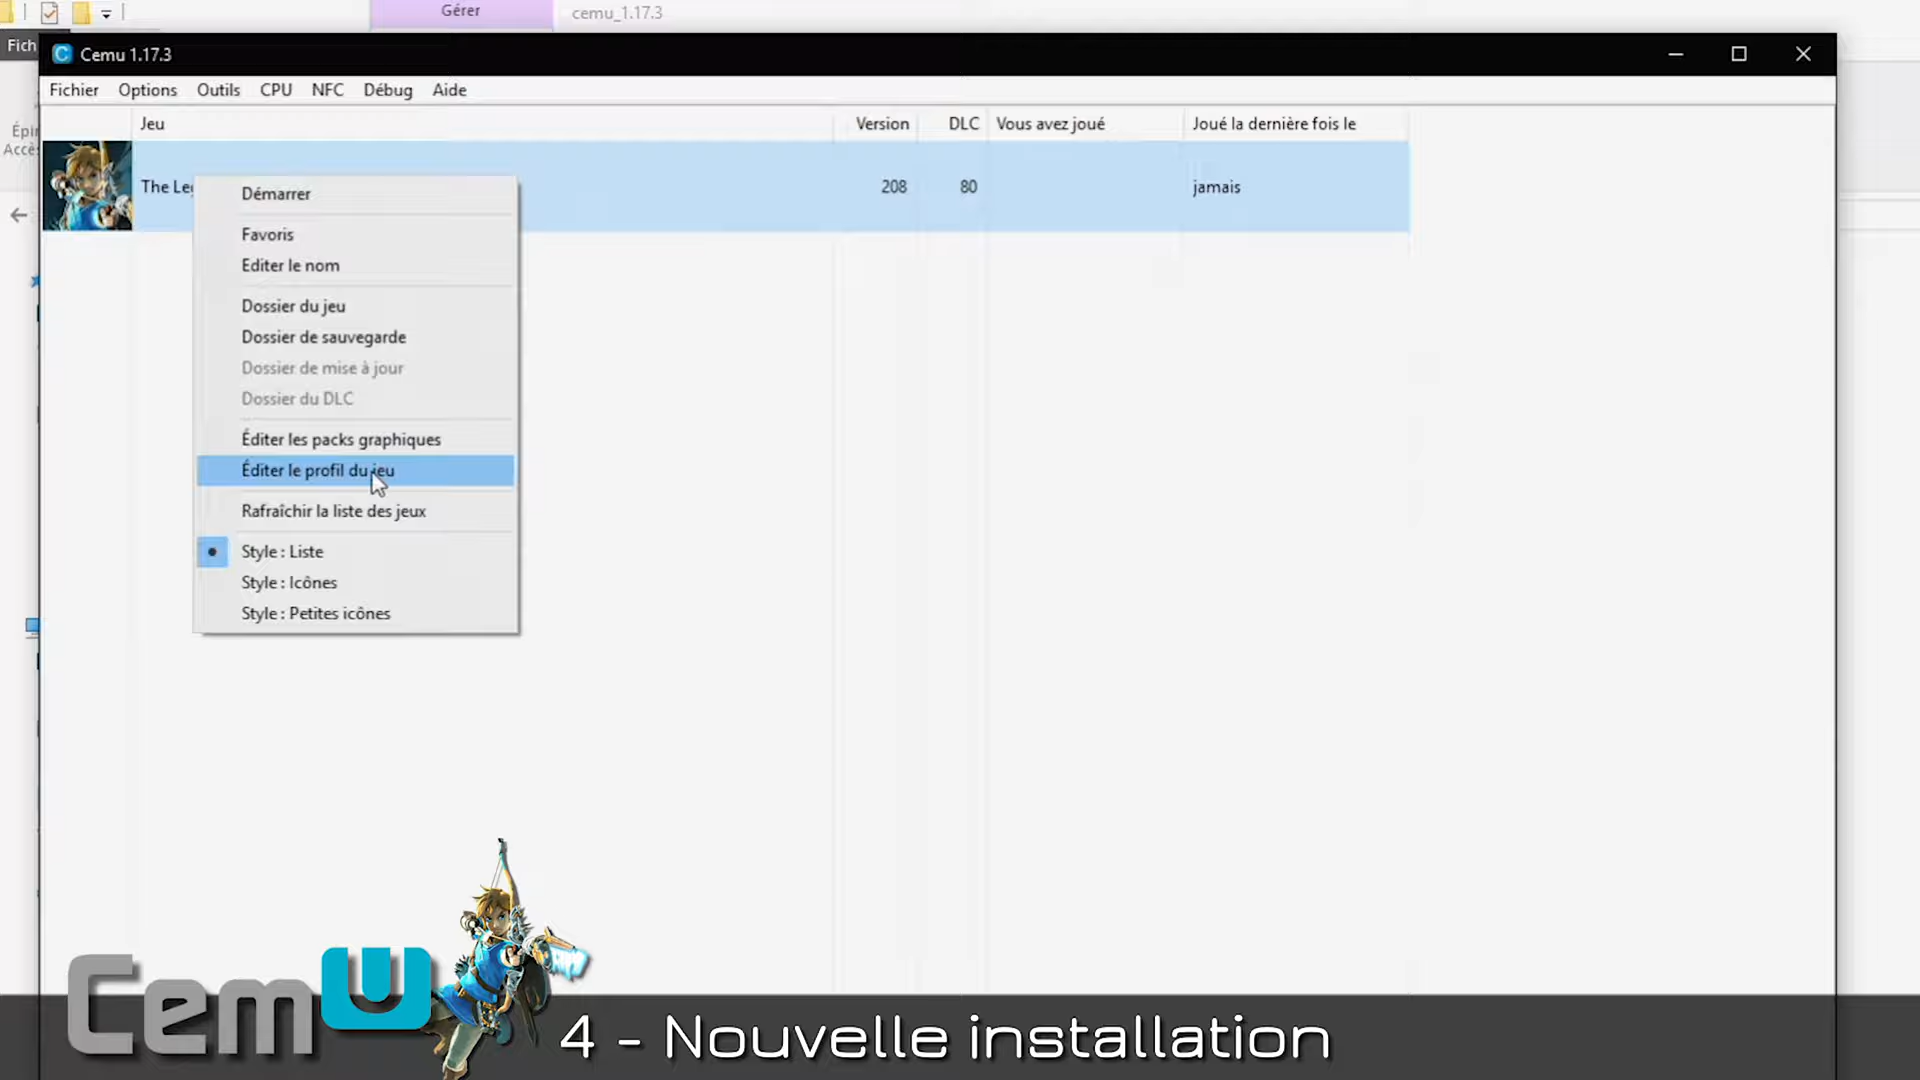 Gérer
cemu_1.17.3
Fich
Cemu 1.17.3
Fichier Options Outils CPU NFC Débug Aide
Jeu Version DLC Vous avez joué Joué la dernière fois le
The Le 208 80 jamais
Épi
Accè
Démarrer
Favoris
Editer le nom
Dossier du jeu
Dossier de sauvegarde
Dossier de mise à jour
Dossier du DLC
Éditer les packs graphiques
Éditer le profil du jeu
Rafraîchir la liste des jeux
Style : Liste
Style : Icônes
Style : Petites icônes
CemU
4 - Nouvelle installation